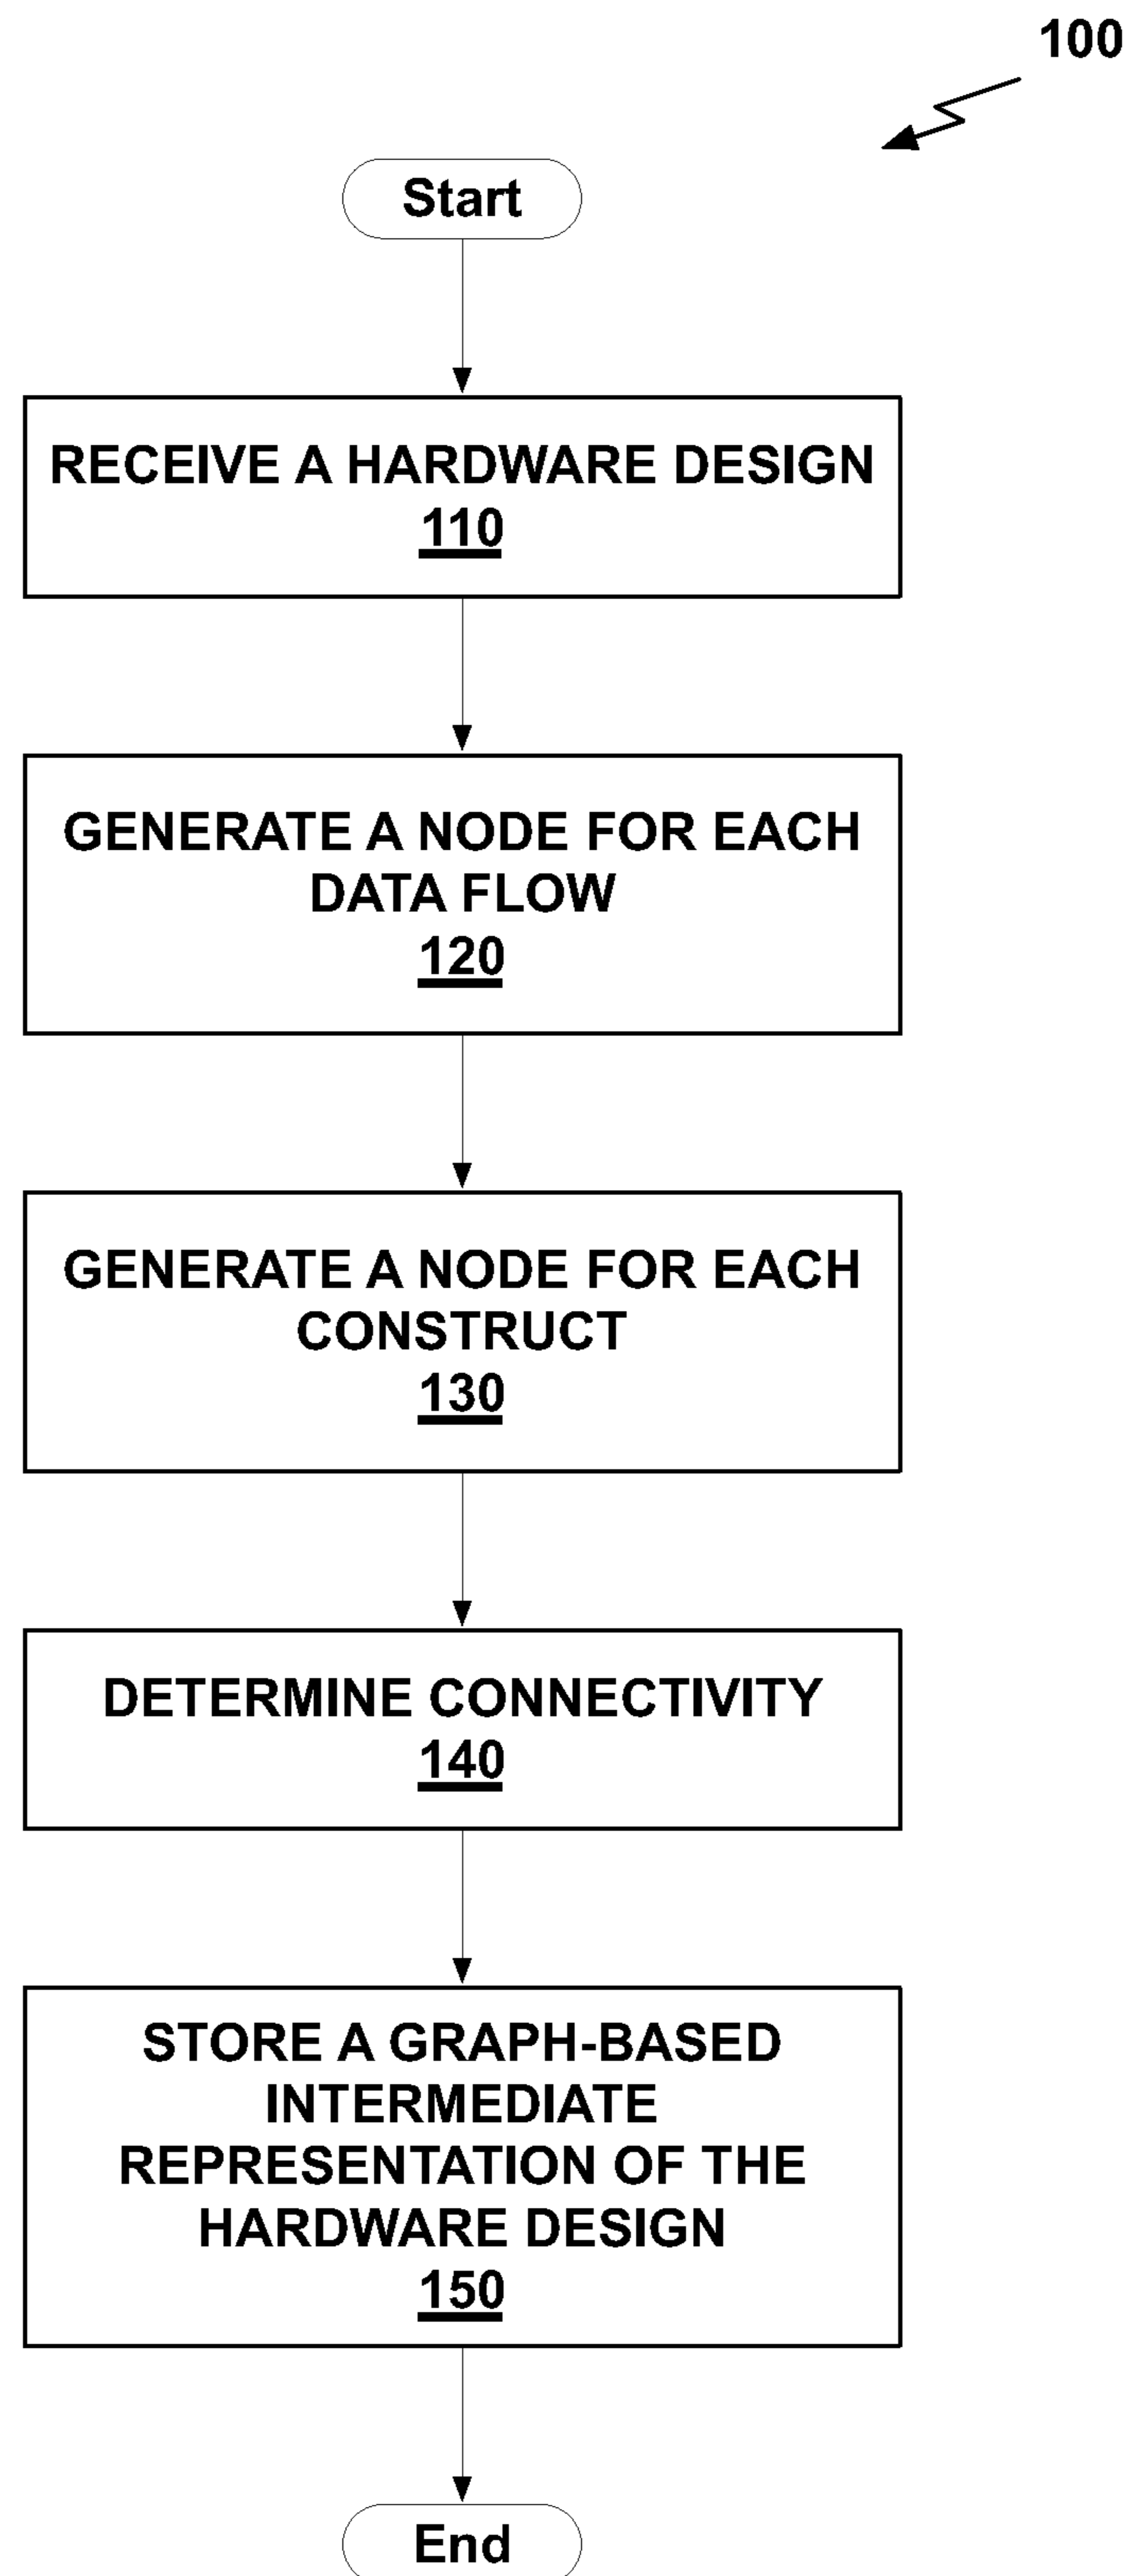 100
Start
RECEIVE A HARDWARE DESIGN
110
GENERATE A NODE FOR EACH
DATA FLOW
120
GENERATE A NODE FOR EACH
CONSTRUCT
130
DETERMINE CONNECTIVITY
140
STORE A GRAPH-BASED
INTERMEDIATE
REPRESENTATION OF THE
HARDWARE DESIGN
150
End